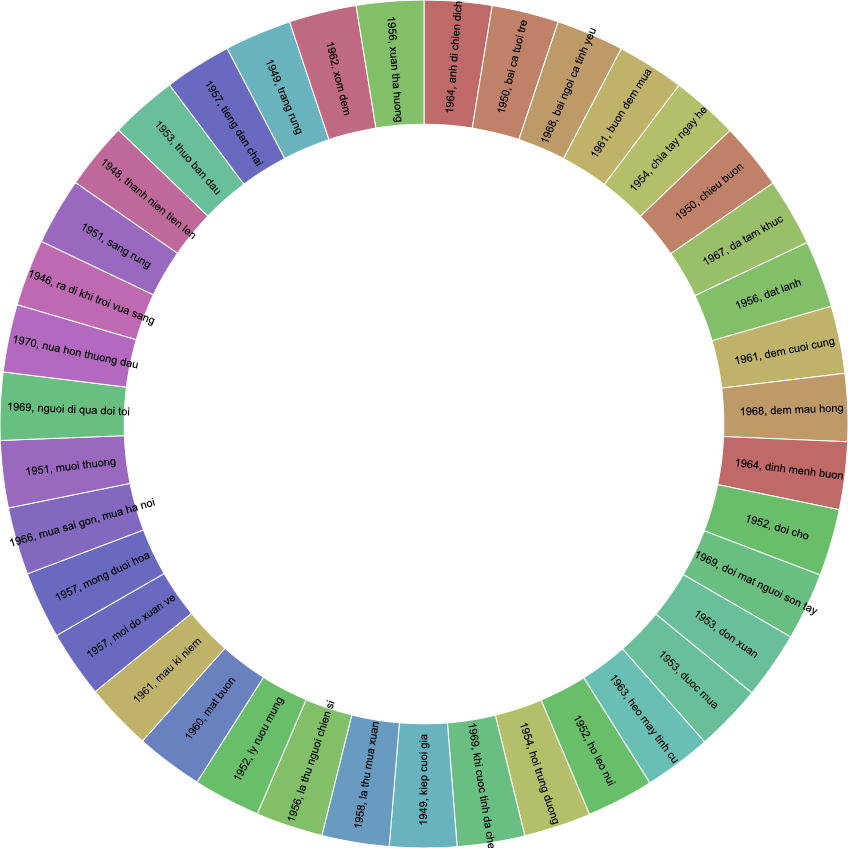 1964, anh di chien dich
1950, bai ca tuoi tre
1968, bai ngoi ca tinh yeu
1961, buon dem mua
1954, chia tay ngay he
1950, chieu buon
1967, da tam khuc
1956, dat lanh
1961, dem cuoi cung
1968, dem mau hong
1964, dinh menh buon
1952, doi cho
1969, doi mat nguoi son tay
1953, don xuan
1953, duoc mua
1963, heo may tinh cu
1952, ho leo nui
1954, hoi trung duong
1969, khi cuoc tinh da che
1949, kiep cuoi gia
1958, la thu mua xuan
1956, la thu nguoi chien si
1952, ly ruou mung
1960, mat buon
1961, mau ki niem
1957, moi do xuan ve
1957, mong duoi hoa
1966, mua sai gon, mua ha noi
1951, muoi thuong
1969, nguoi di qua doi toi
1970, nua hon thuong dau
1946, ra di khi troi vua sang
1951, sang rung
1948, thanh nien tien len
1953, thuo ban dau
1957, tieng dan chai
1949, trang rung
1962, xom dem
1956, xuan tha huong